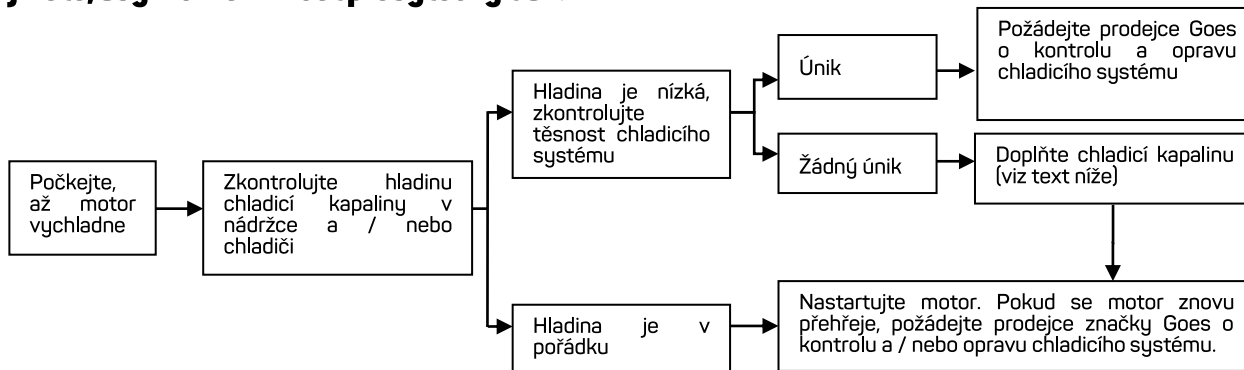 Počkejte,
až motor
vychladne
Zkontrolujte hladinu
chladicí kapaliny v
nádržce a / nebo
chladiči
Hladina je nízká,
zkontrolujte
těsnost chladicího
systému
Únik
Požádejte prodejce Goes
o kontrolu a opravu
chladicího systému
Žádný únik
Doplňte chladicí kapalinu
(viz text níže)
Hladina je v
pořádku
Nastartujte motor. Pokud se motor znovu
přehřeje, požádejte prodejce značky Goes o
kontrolu a / nebo opravu chladicího systému.